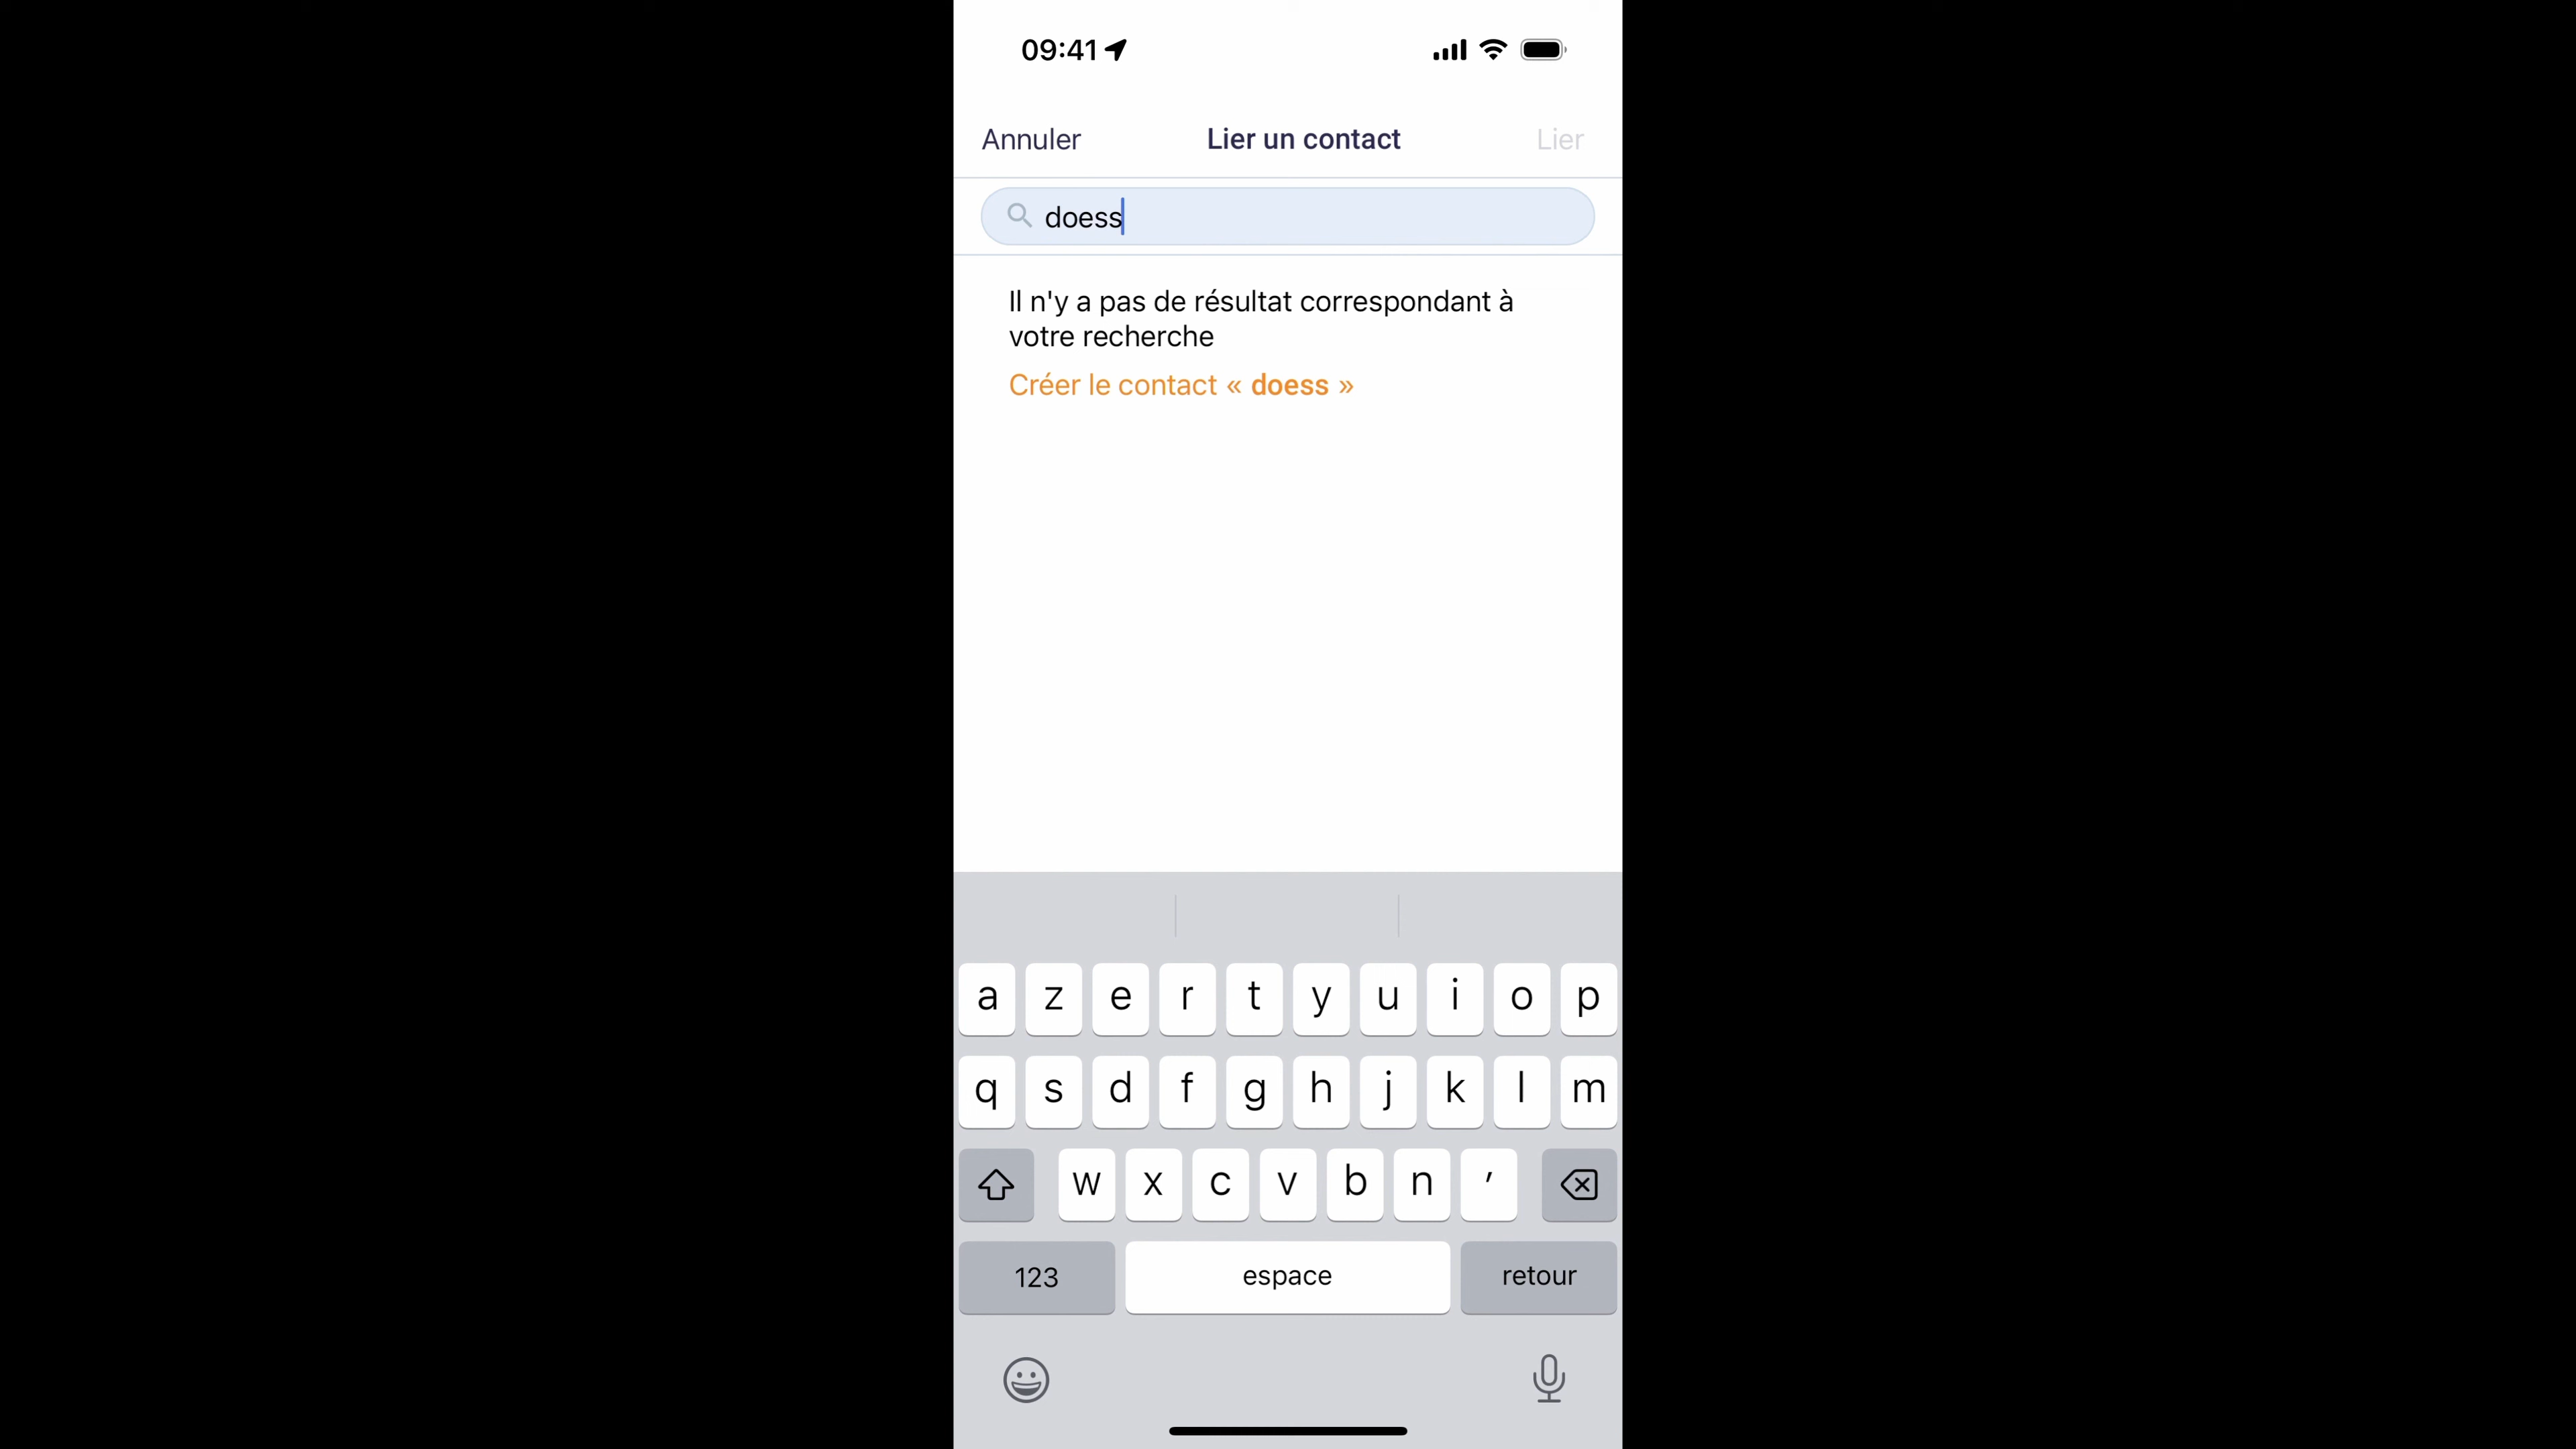 09:41
Annuler Lier un contact Lier
doess
Il n'y a pas de résultat correspondant à
votre recherche
Créer le contact « doess »
a z e r t y u i o p
q s d f g h j k l m
w x c v b n ’
123 espace retour